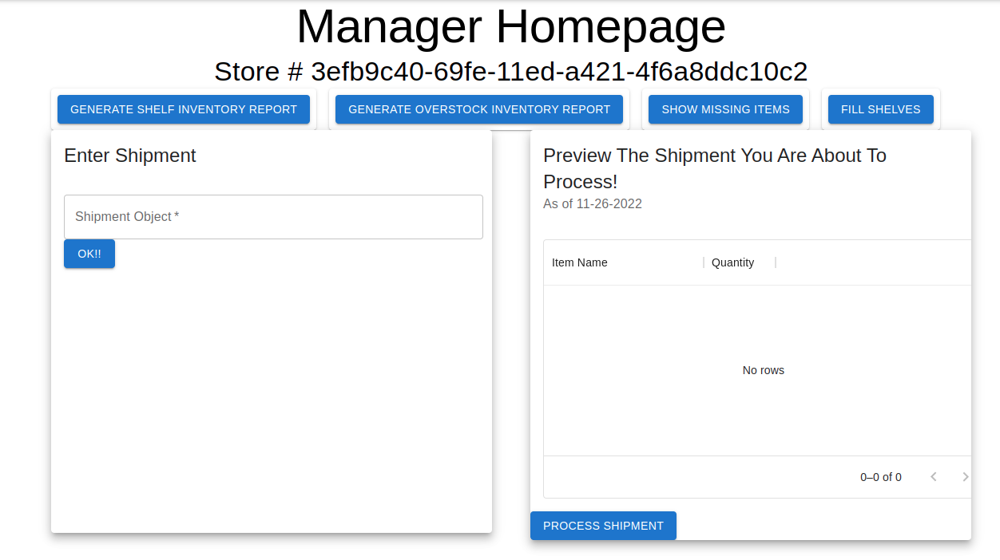 Manager Homepage
Store # 3efb9c40-69fe-11ed-a421-4f6a8ddc10c2
GENERATE SHELF INVENTORY REPORT
GENERATE OVERSTOCK INVENTORY REPORT
SHOW MISSING ITEMS
FILL SHELVES
Enter Shipment
Shipment Object *
OK!!
Preview The Shipment You Are About To
Process!
As of 11-26-2022
Item Name
Quantity
No rows
0–0 of 0
PROCESS SHIPMENT